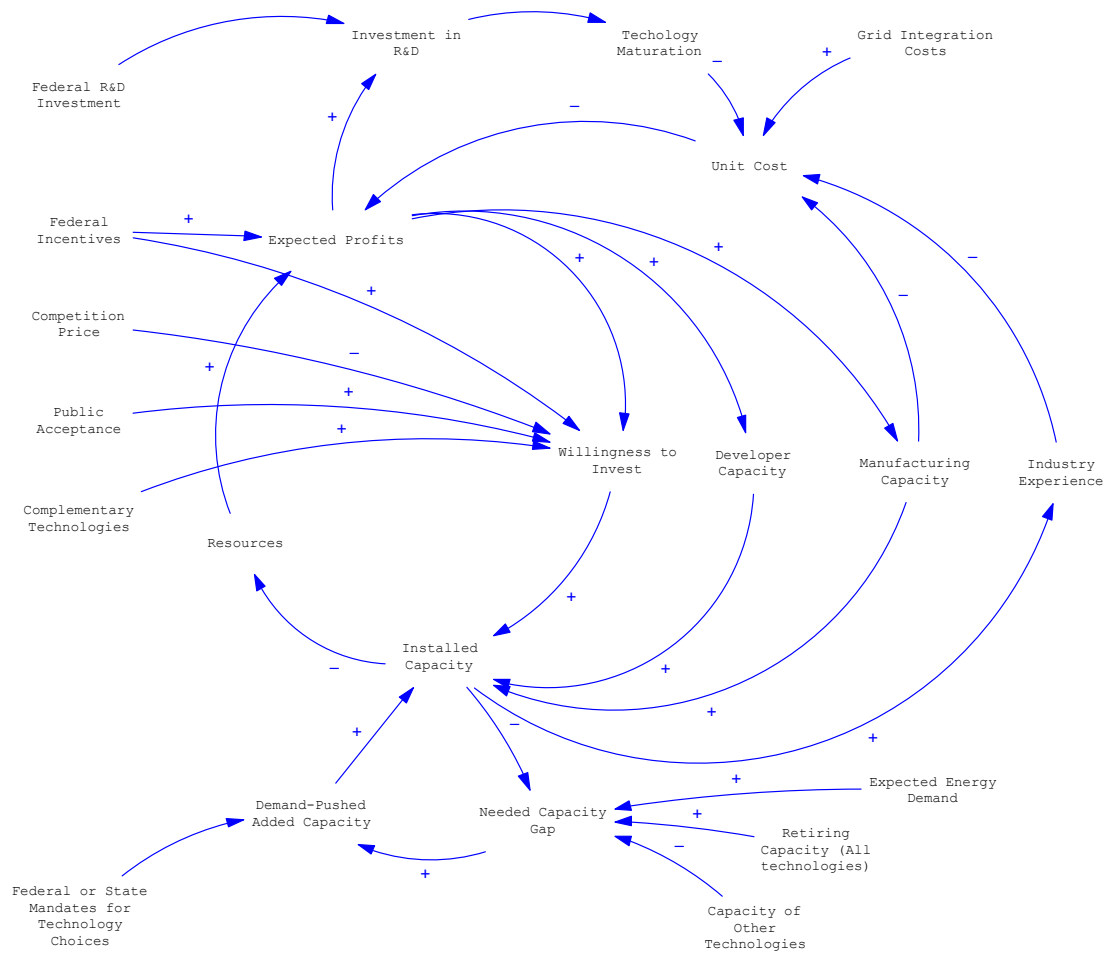 Investment in
R&D
Techology
Maturation
Grid Integration
Costs
+
−
Federal R&D
Investment
−
+
Unit Cost
Federal
Incentives
+
Expected Profits
+
+
+
−
+
−
Competition
Price
−
+
+
Public
Acceptance
+
Willingness to
Invest
Developer
Capacity
Manufacturing
Capacity
Industry
Experience
Complementary
Technologies
Resources
+
Installed
Capacity
−
+
+
−
+
+
Expected Energy
Demand
+
Demand-Pushed
Added Capacity
Needed Capacity
Gap
+
Retiring
Capacity (All
technologies)
−
+
Federal or State
Mandates for
Technology
Choices
Capacity of
Other
Technologies